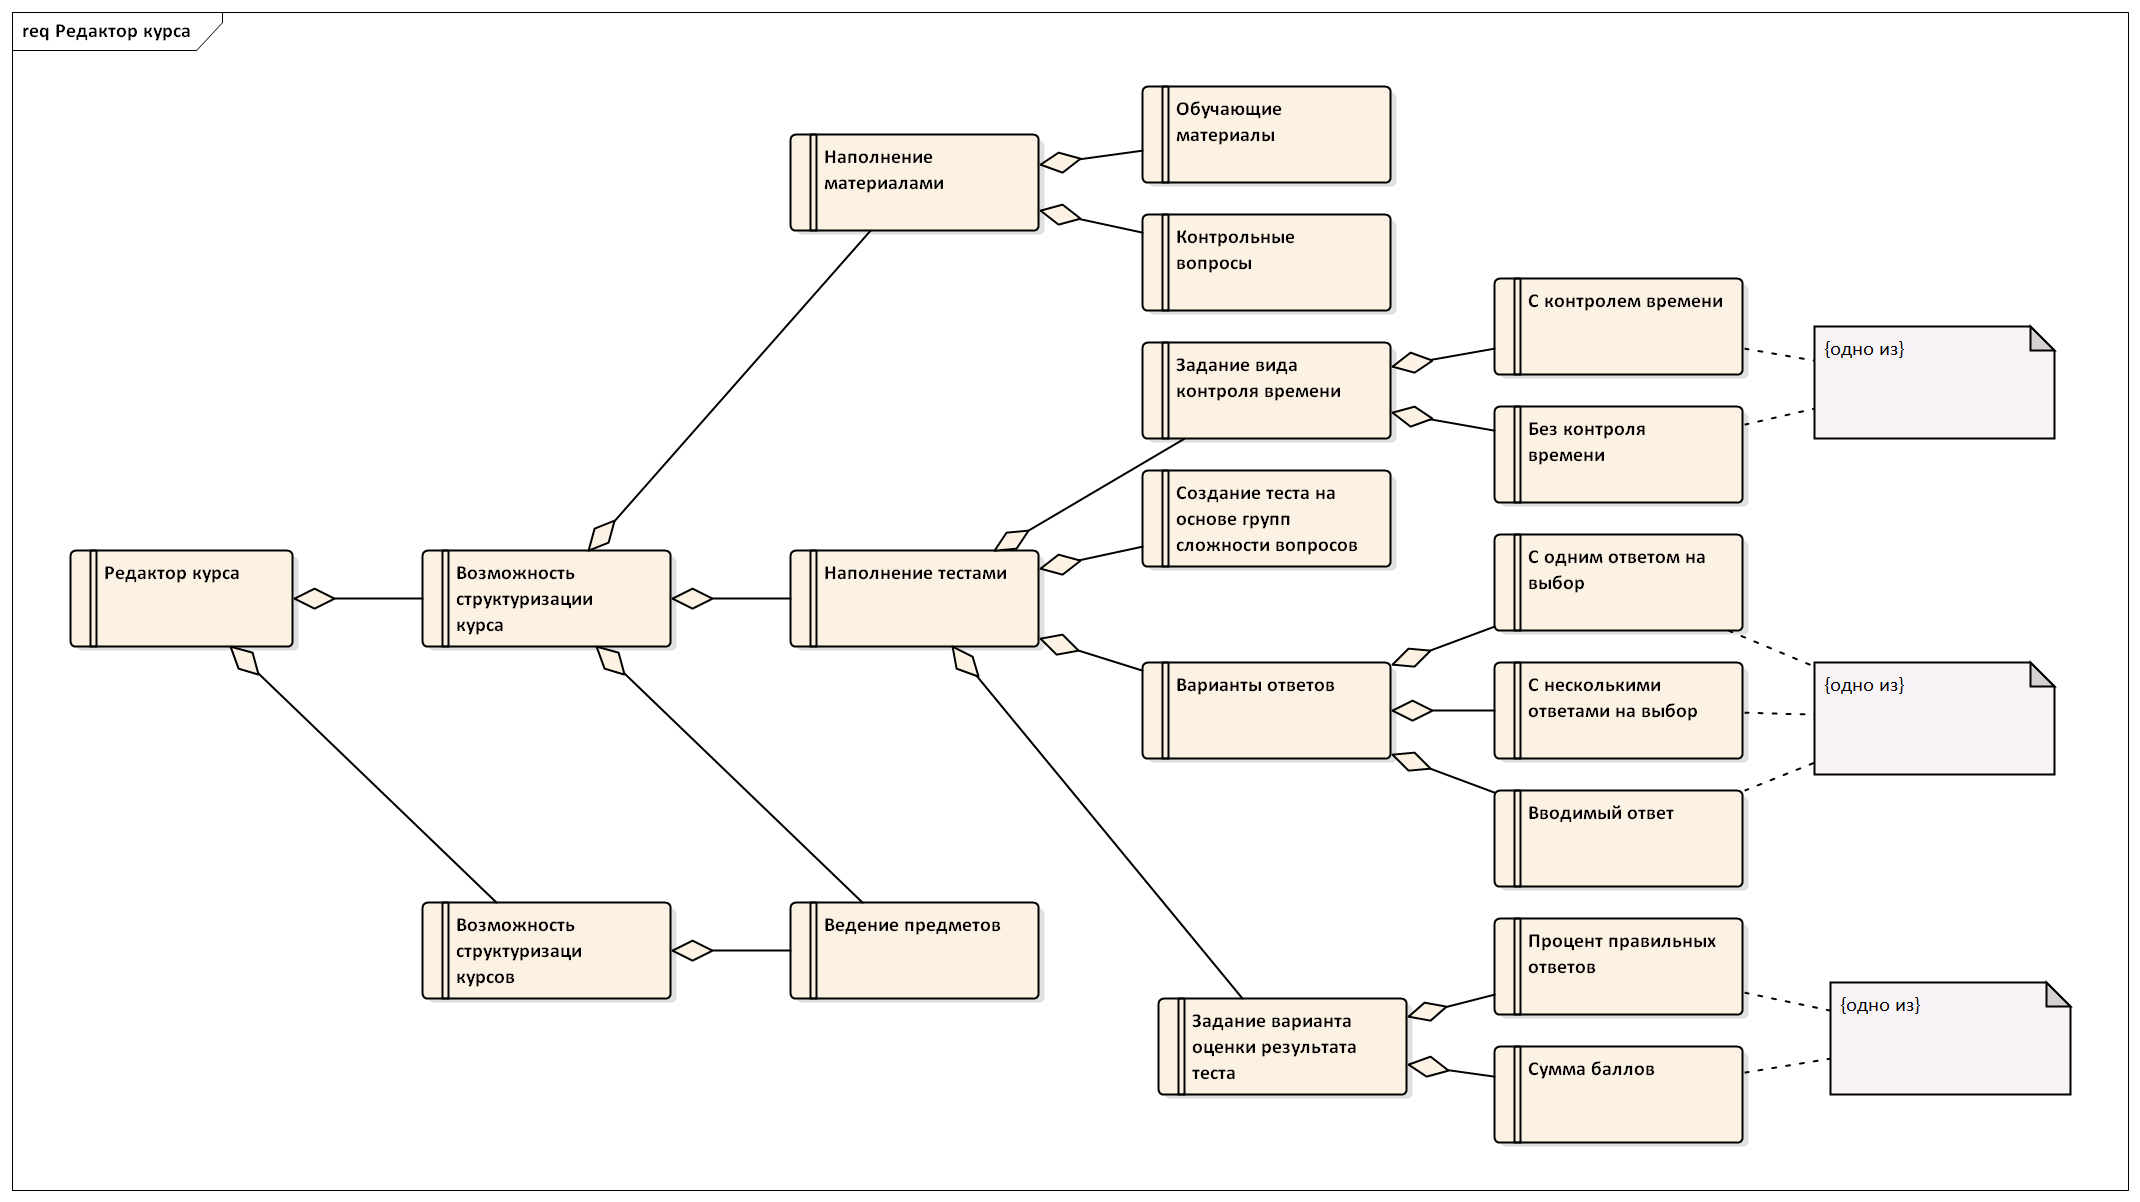 req Редактор курса
Обучающие
материалы
Наполнение
материалами
Контрольные
вопросы
С контролем времени
{одно из}
Задание вида
контроля времени
Без контроля
времени
Создание теста на
основе групп
сложности вопросов
С одним ответом на
выбор
Редактор курса
Возможность
структуризации
курса
Наполнение тестами
Варианты ответов
С несколькими
ответами на выбор
{одно из}
Вводимый ответ
Возможность
структуризаци
курсов
Ведение предметов
Процент правильных
ответов
{одно из}
Задание варианта
оценки результата
теста
Сумма баллов